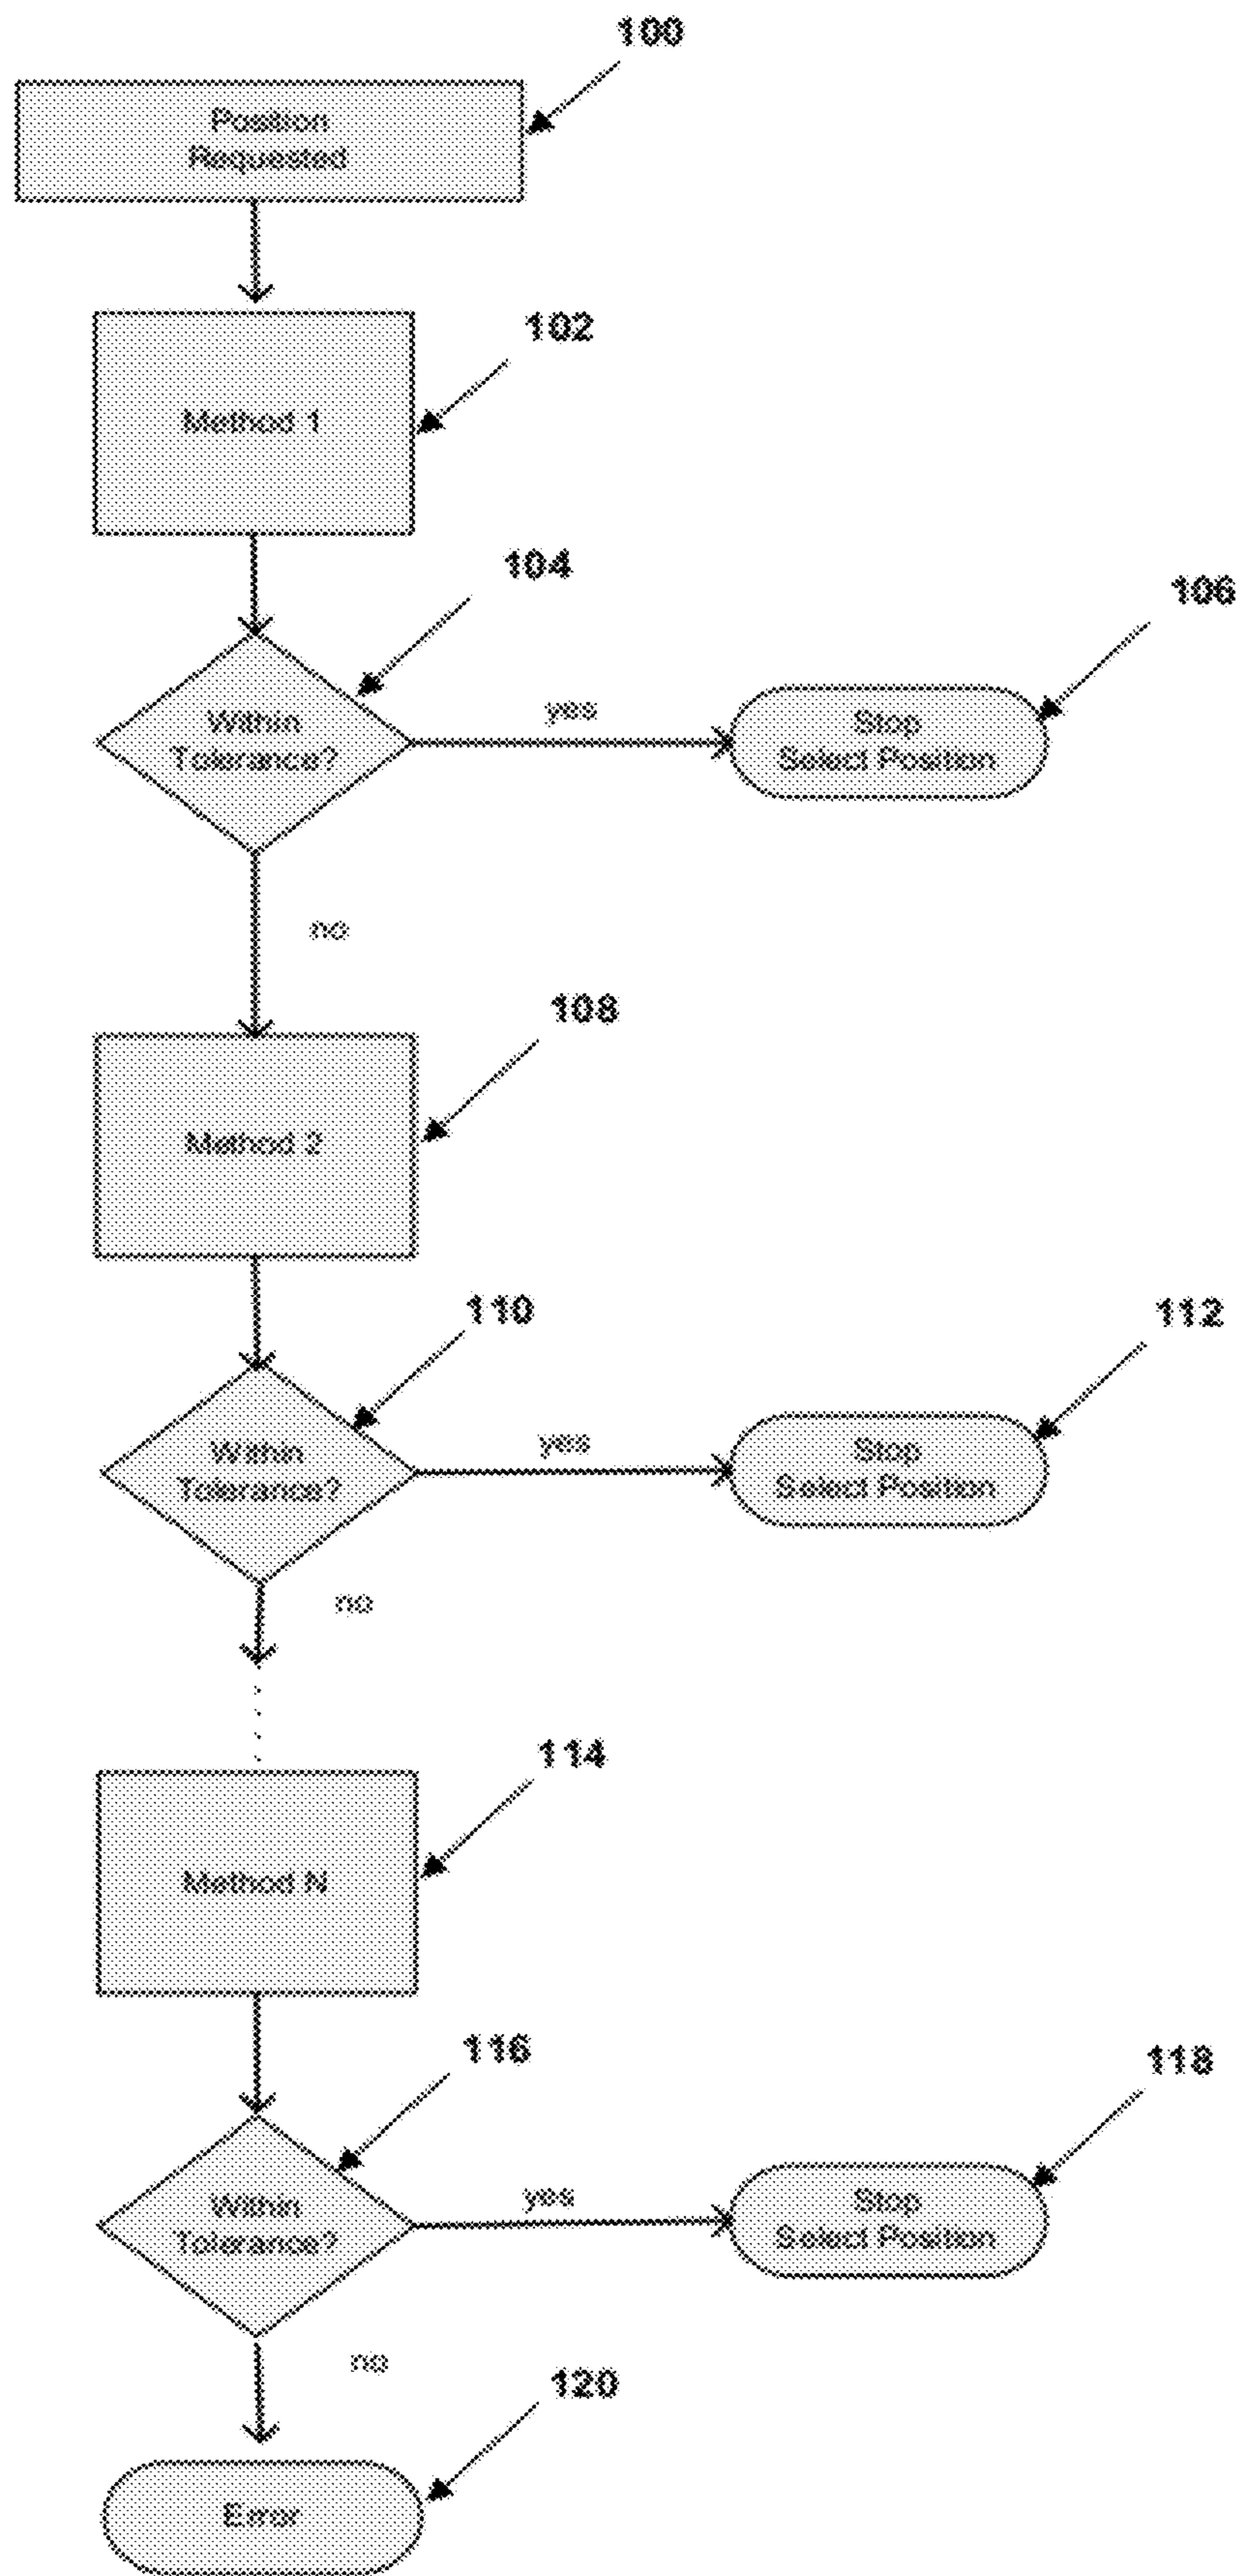 100
Position
Requested
102
Method 1
104
106
Within
Tolerance?
yes
Stop
Select Position
no
108
Method 2
110
112
Within
Tolerance?
yes
Stop
Select Position
no
114
Method N
116
118
Within
Tolerance?
yes
Stop
Select Position
no
120
Error